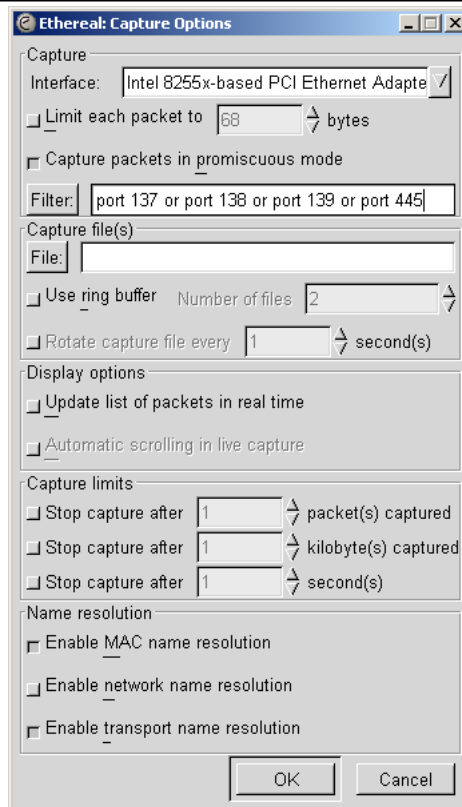 Ethereal: Capture Options
Capture
Interface: Intel 8255x-based PCI Ethernet Adapte
Limit each packet to 68 bytes
Capture packets in promiscuous mode
Filter: port 137 or port 138 or port 139 or port 445
Capture file(s)
File:
Use ring buffer Number of files 2
Rotate capture file every 1 second(s)
Display options
Update list of packets in real time
Automatic scrolling in live capture
Capture limits
Stop capture after 1 packet(s) captured
Stop capture after 1 kilobyte(s) captured
Stop capture after 1 second(s)
Name resolution
Enable MAC name resolution
Enable network name resolution
Enable transport name resolution
OK Cancel